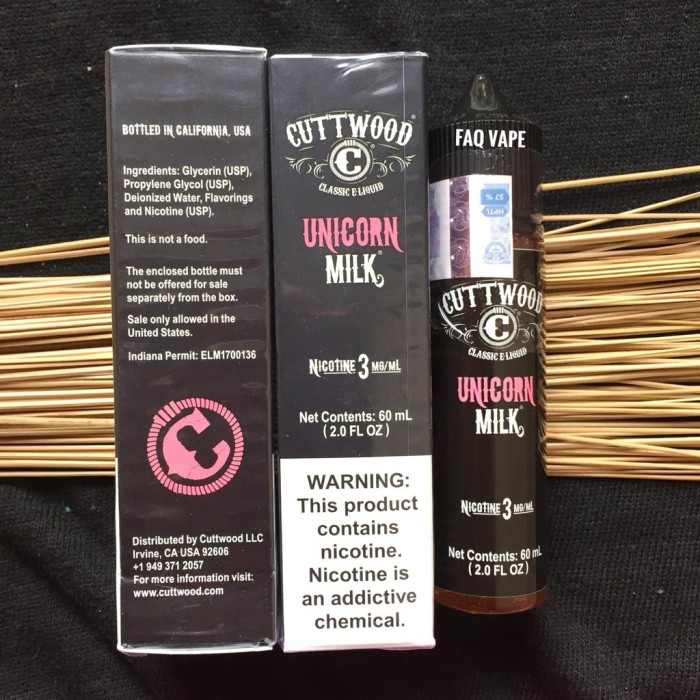 BOTTLED IN CALIFORNIA, USA
Ingredients: Glycerin (USP),
Propylene Glycol (USP),
Deionized Water, Flavorings
and Nicotine (USP).
This is not a food.
The enclosed bottle must
not be offered for sale
separately from the box.
Sale only allowed in the
United States.
Indiana Permit: ELM1700136
C
Distributed by Cuttwood LLC
Irvine, CA USA 92606
+1 949 371 2057
For more information visit:
www.cuttwood.com
CUTTWOOD®
C
CLASSIC E-LIQUID
UNICORN
MILK
NICOTINE 3 MG/ML
Net Contents: 60 mL
( 2.0 FL OZ )
WARNING:
This product
contains
nicotine.
Nicotine is
an addictive
chemical.
FAQ VAPE
HPTL
57 %
CUTTWOOD
C
CLASSIC E-LIQUID
UNICORN
MILK
NICOTINE 3 MG/ML
Net Contents: 60 mL
( 2.0 FL OZ )